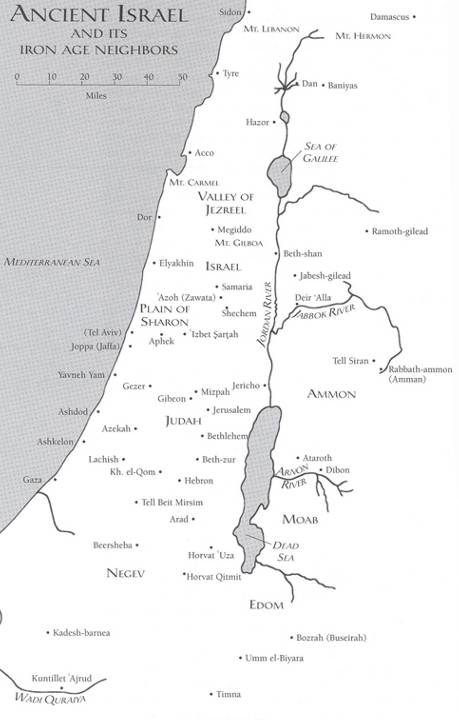 ANCIENT ISRAEL
AND ITS
IRON AGE NEIGHBORS
0 10 20 30 40 50
Miles
Sidon
Damascus
MT. LEBANON
MT. HERMON
Tyre
Dan
Baniyas
Hazor
SEA OF
GALILEE
Acco
MT. CARMEL
VALLEY OF
JEZREEL
Dor
Megiddo
Ramoth-gilead
MT. GILBOA
Beth-shan
MEDITERRANEAN SEA
Elyakhin
ISRAEL
Jabesh-gilead
Samaria
'Azoh (Zawata)
Deir 'Alla
Shechem
JABBOK RIVER
JORDAN RIVER
PLAIN OF
SHARON
(Tel Aviv)
'Izbet Ṣarṭah
Aphek
Joppa (Jaffa)
Tell Siran
Rabbath-ammon
(Amman)
Yavneh Yam
Gezer
Mizpah
Jericho
Gibeon
AMMON
Ashdod
Jerusalem
JUDAH
Azekah
Bethlehem
Ashkelon
Lachish
Beth-zur
Ataroth
Kh. el-Qom
Dibon
ARNON
RIVER
Gaza
Hebron
Tell Beit Mirsim
Arad
MOAB
Beersheba
DEAD
SEA
Horvat 'Uza
NEGEV
Horvat Qitmit
EDOM
Kadesh-barnea
Bozrah (Buseirah)
Umm el-Biyara
Kuntillet 'Ajrud
WADI QURAIYA
Timna